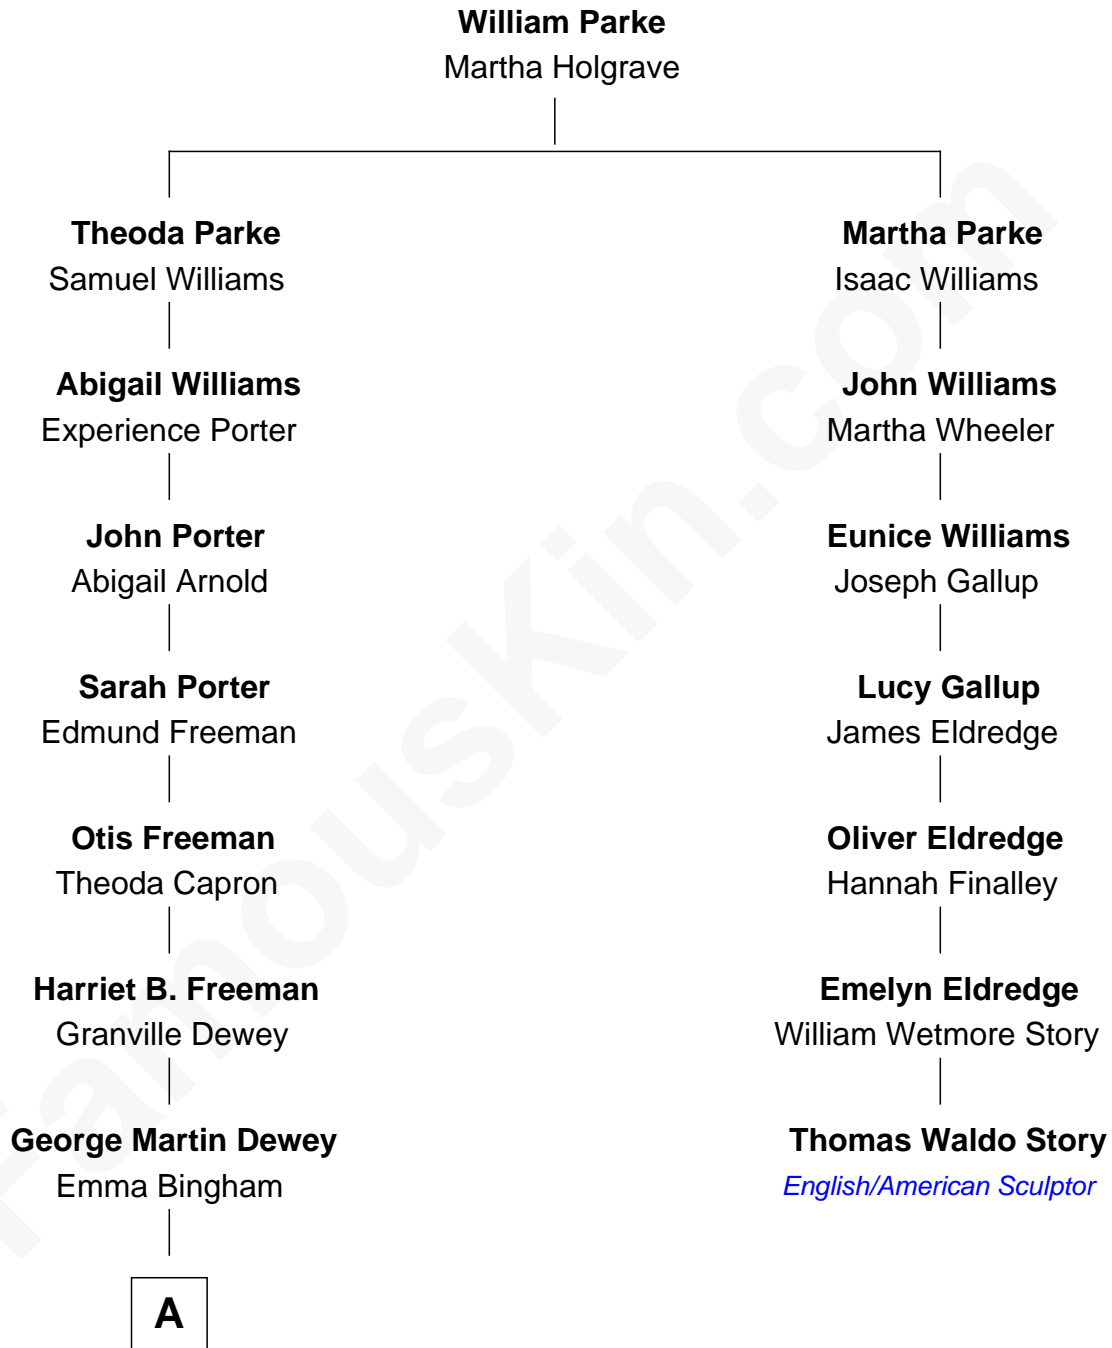 William Parke
Martha Holgrave
Theoda Parke
Samuel Williams
Martha Parke
Isaac Williams
Abigail Williams
Experience Porter
John Williams
Martha Wheeler
John Porter
Abigail Arnold
Eunice Williams
Joseph Gallup
Sarah Porter
Edmund Freeman
Lucy Gallup
James Eldredge
Otis Freeman
Theoda Capron
Oliver Eldredge
Hannah Finalley
Harriet B. Freeman
Granville Dewey
Emelyn Eldredge
William Wetmore Story
George Martin Dewey
Emma Bingham
Thomas Waldo Story
English/American Sculptor
A
FamousKin.com